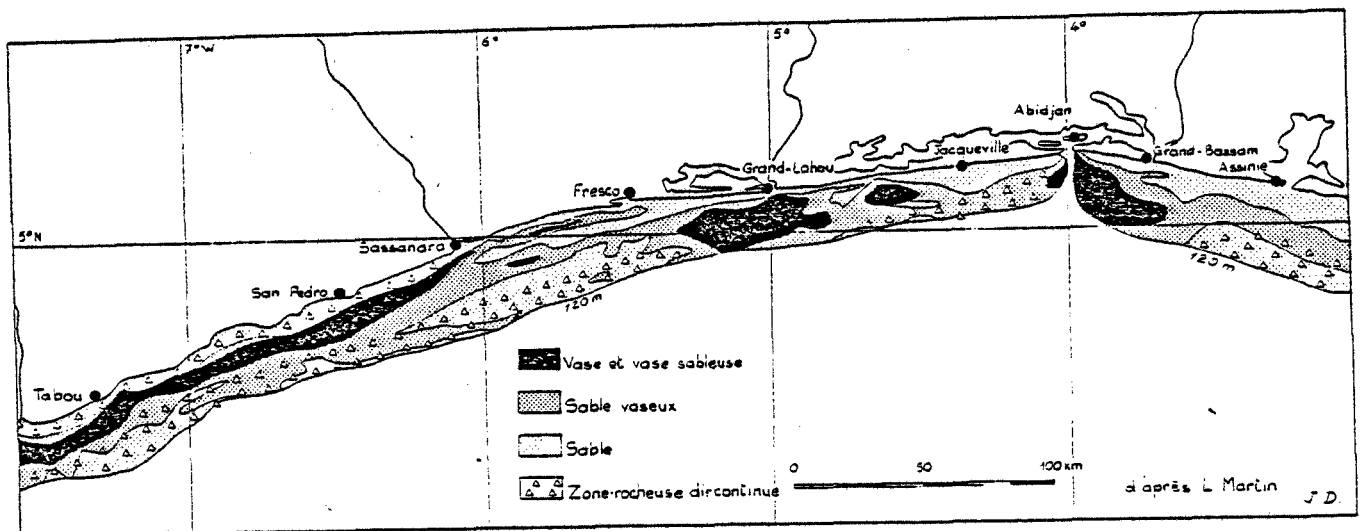 7°W
6°
5°
4°
Abidjan
Grand-Lahou
Jacqueville
Grand-Bassam
Assinie
Fresco
5°N
Sassandra
San Pedro
120 m
120 m
Tabou
Vase et vase sableuse
Sable vaseux
Sable
Zone-rocheuse discontinue
0 50 100 km
d'après L Martin
J D.